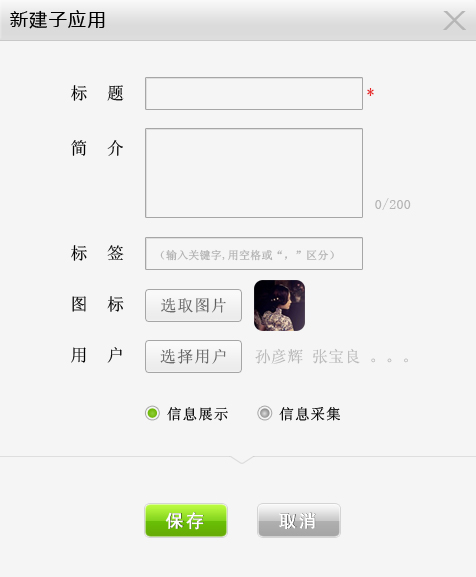 新建子应用
标 题 *
简 介
0/200
标 签 （输入关键字,用空格或“，”区分）
图 标 选取图片
用 户 选择用户 孙彦辉 张宝良 。。。
信息展示 信息采集
保存 取消